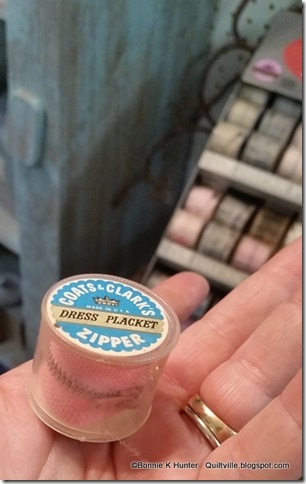 COATS & CLARK'S
MADE IN U.S.A.
DRESS PLACKET
ZIPPER
©Bonnie K Hunter Quiltville.blogspot.com